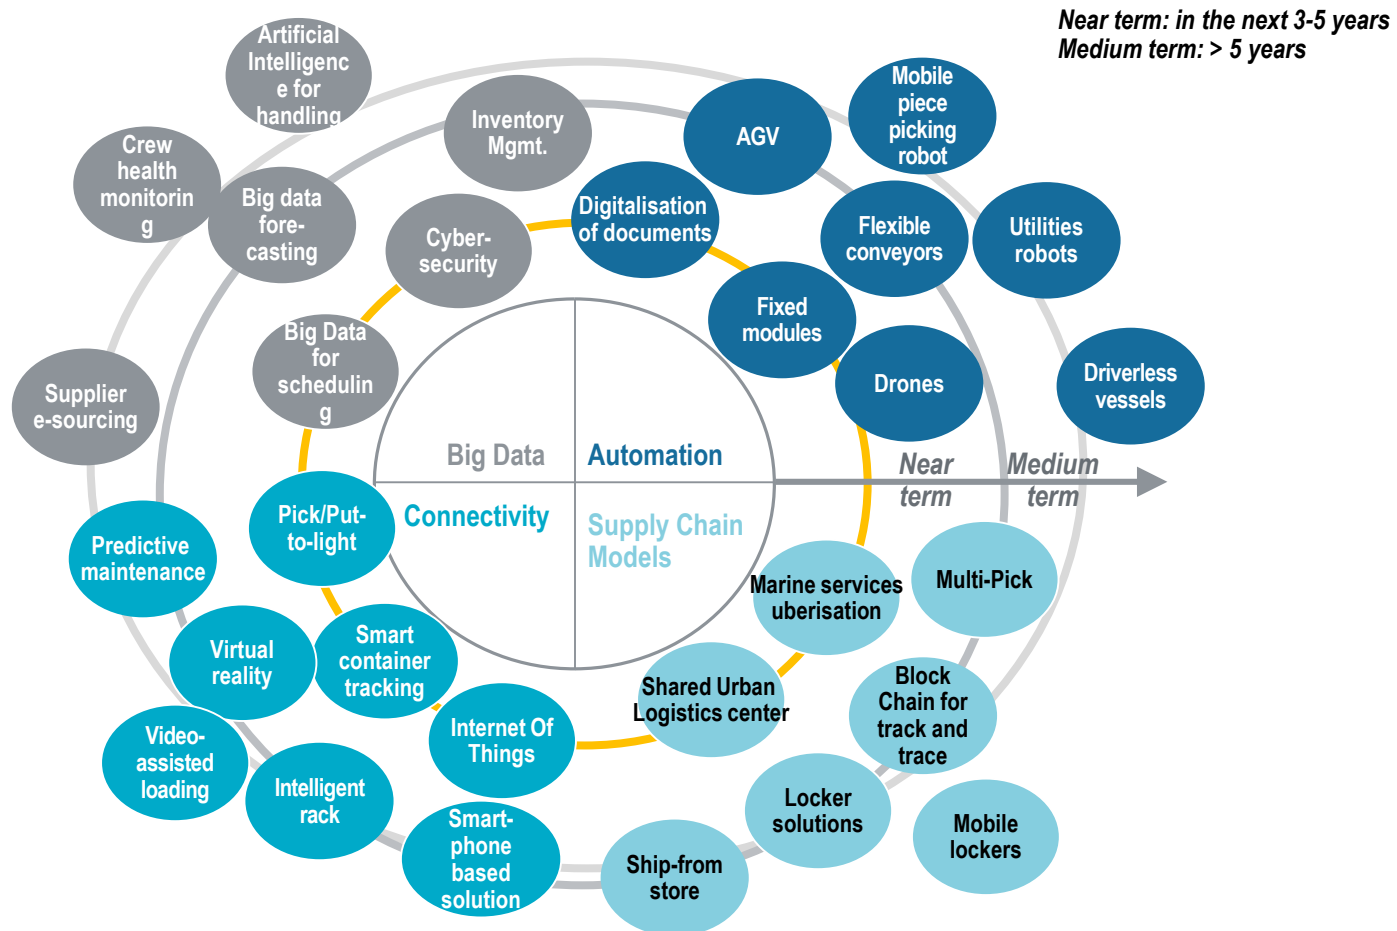 Near term: in the next 3-5 years
Medium term: > 5 years
Artificial
Intelligenc
e for
handling
Inventory
Mgmt.
AGV
Mobile
piece
picking
robot
Crew
health
monitorin
g
Big data
fore-
casting
Cyber-
security
Digitalisation
of documents
Flexible
conveyors
Utilities
robots
Big Data
for
schedulin
g
Fixed
modules
Drones
Driverless
vessels
Supplier
e-sourcing
Big Data
Automation
Near
term
Medium
term
Connectivity
Supply Chain
Models
Pick/Put-
to-light
Predictive
maintenance
Marine services
uberisation
Multi-Pick
Virtual
reality
Smart
container
tracking
Shared Urban
Logistics center
Block
Chain for
track and
trace
Video-
assisted
loading
Internet Of
Things
Intelligent
rack
Locker
solutions
Mobile
lockers
Smart-
phone
based
solution
Ship-from
store